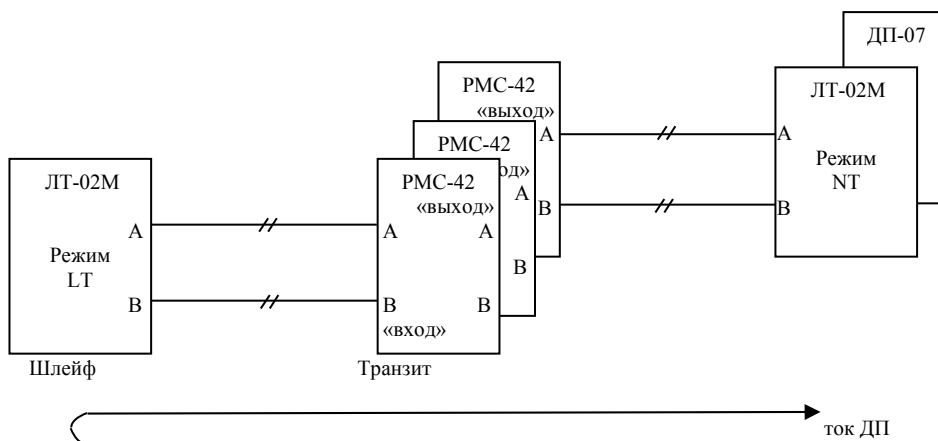 ДП-07
РМС-42
«выход»
А
В
ЛТ-02М
А
Режим
NT
В
РМС-42
ход»
А
В
ЛТ-02М
А
Режим
LT
В
РМС-42
«выход»
А
А
В
В
«вход»
Шлейф
Транзит
ток ДП